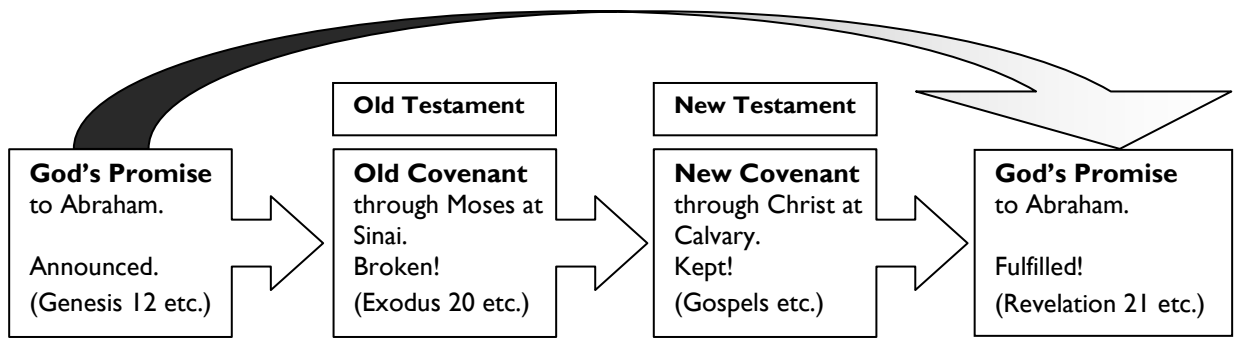 Old Testament
New Testament
God's Promise
to Abraham.
Announced.
(Genesis 12 etc.)
Old Covenant
through Moses at
Sinai.
Broken!
(Exodus 20 etc.)
New Covenant
through Christ at
Calvary.
Kept!
(Gospels etc.)
God's Promise
to Abraham.
Fulfilled!
(Revelation 21 etc.)